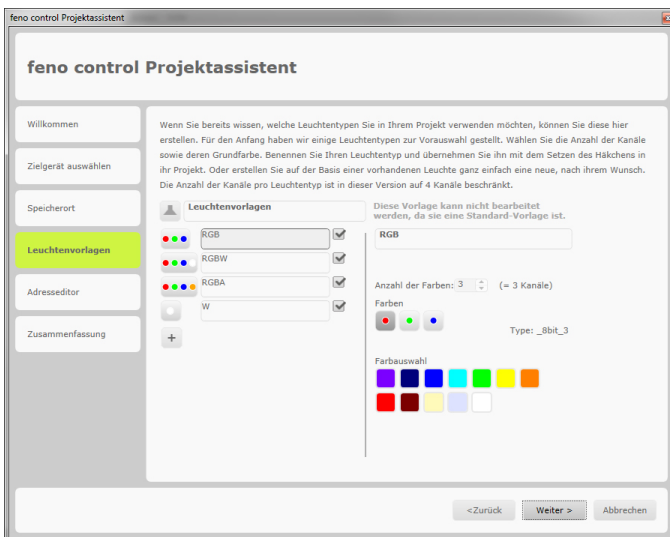 feno control Projektassistent
feno control Projektassistent
Willkommen
Zielgerät auswählen
Speicherort
Leuchtenvorlagen
Adresseditor
Zusammenfassung
Wenn Sie bereits wissen, welche Leuchtentypen Sie in Ihrem Projekt verwenden möchten, können Sie diese hier
erstellen. Für den Anfang haben wir einige Leuchtentypen zur Vorauswahl gestellt. Wählen Sie die Anzahl der Kanäle
sowie deren Grundfarbe. Benennen Sie Ihren Leuchtentyp und übernehmen Sie ihn mit dem Setzen des Häkchens in
ihr Projekt. Oder erstellen Sie auf der Basis einer vorhandenen Leuchte ganz einfach eine neue, nach ihrem Wunsch.
Die Anzahl der Kanäle pro Leuchtentyp ist in dieser Version auf 4 Kanäle beschränkt.
Leuchtenvorlagen
RGB
RGBW
RGBA
W
+
Diese Vorlage kann nicht bearbeitet
werden, da sie eine Standard-Vorlage ist.
RGB
Anzahl der Farben: 3 (= 3 Kanäle)
Farben
Type: _8bit_3
Farbauswahl
<Zurück
Weiter >
Abbrechen